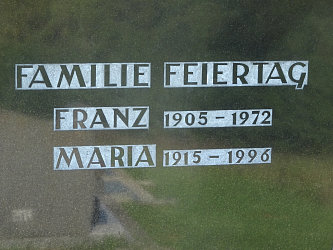 FAMILIE FEIERTAG
FRANZ 1905 – 1972
MARIA 1915 – 1996